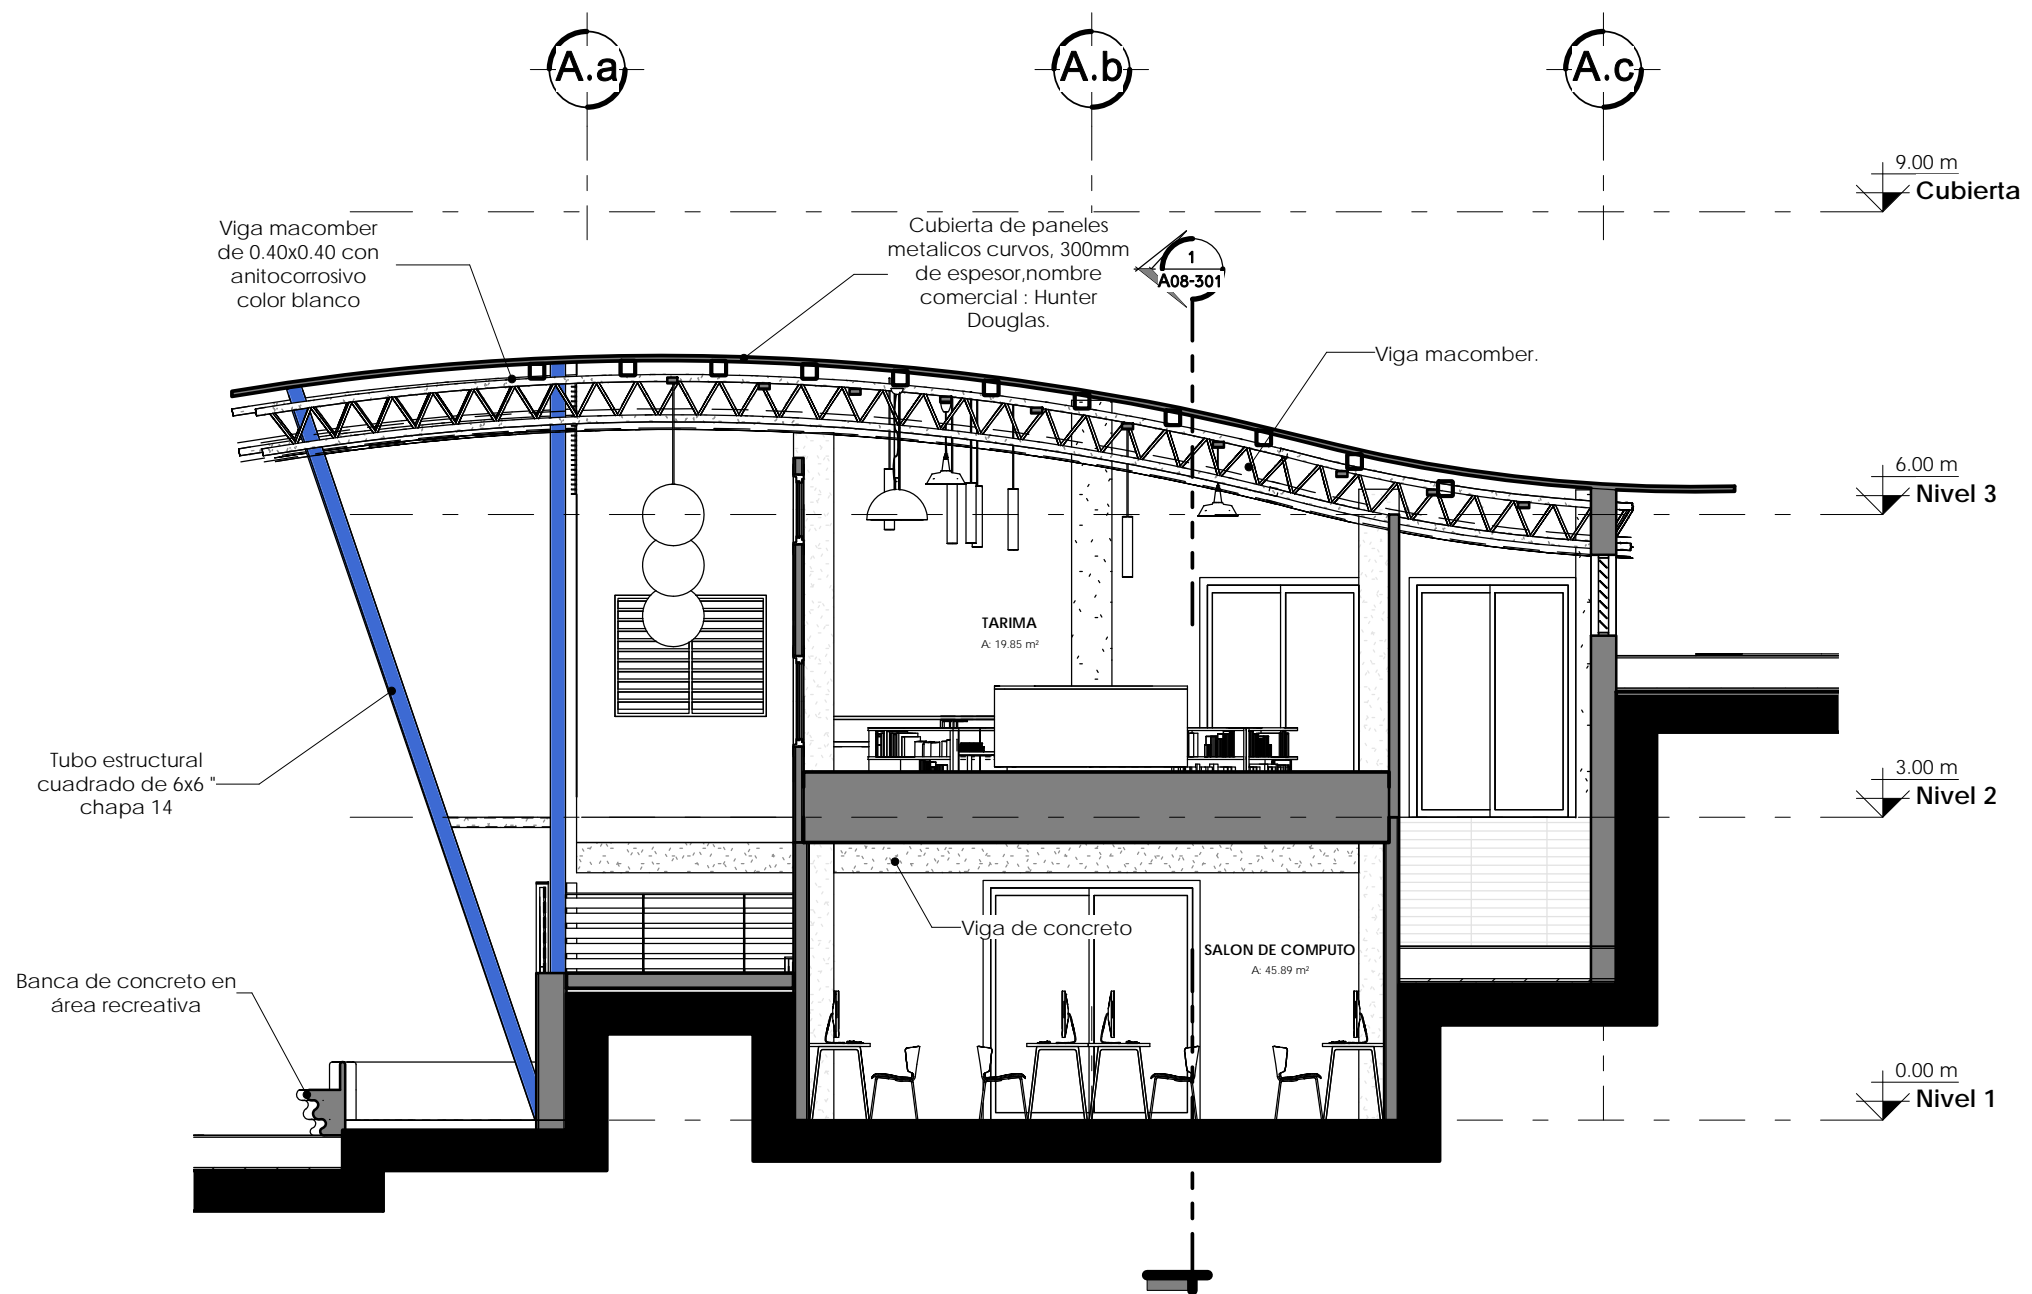 A.a
A.b
A.c
9.00 m
Cubierta
Viga macomber
de 0.40x0.40 con
anitocorrosivo
color blanco
Cubierta de paneles
metalicos curvos, 300mm
de espesor,nombre
comercial : Hunter
Douglas.
1
A08-301
Viga macomber.
6.00 m
Nivel 3
TARIMA
A: 19.85 m²
Tubo estructural
cuadrado de 6x6 "
chapa 14
3.00 m
Nivel 2
Viga de concreto
SALON DE COMPUTO
A: 45.89 m²
Banca de concreto en
área recreativa
0.00 m
Nivel 1